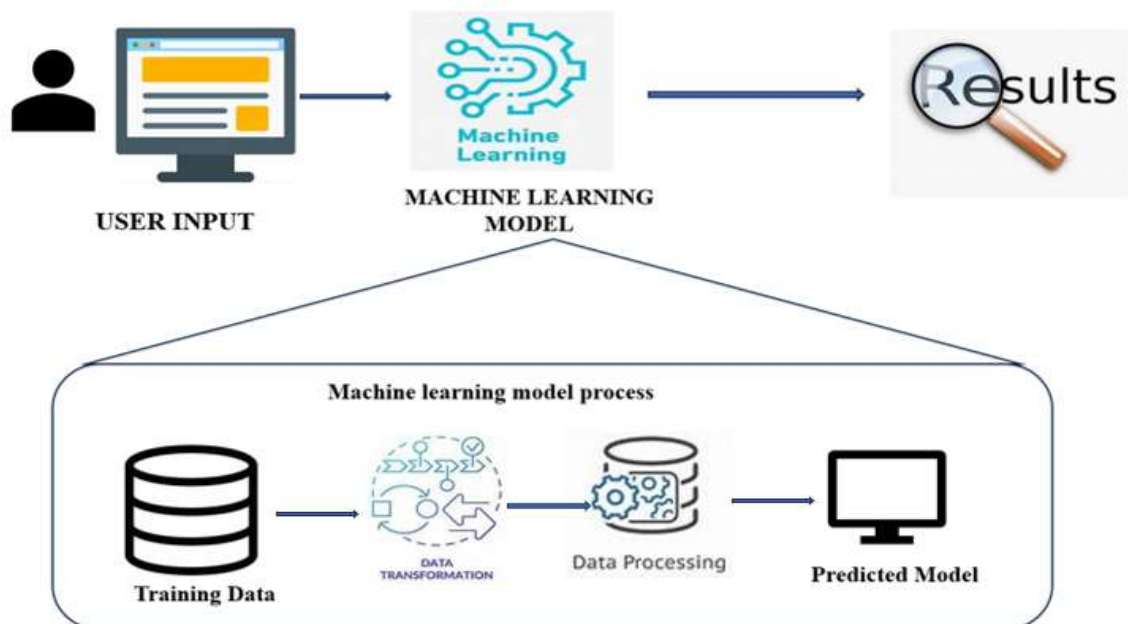 Machine
Learning
Results
USER INPUT
MACHINE LEARNING
MODEL
Machine learning model process
Training Data
DATA
TRANSFORMATION
Data Processing
Predicted Model